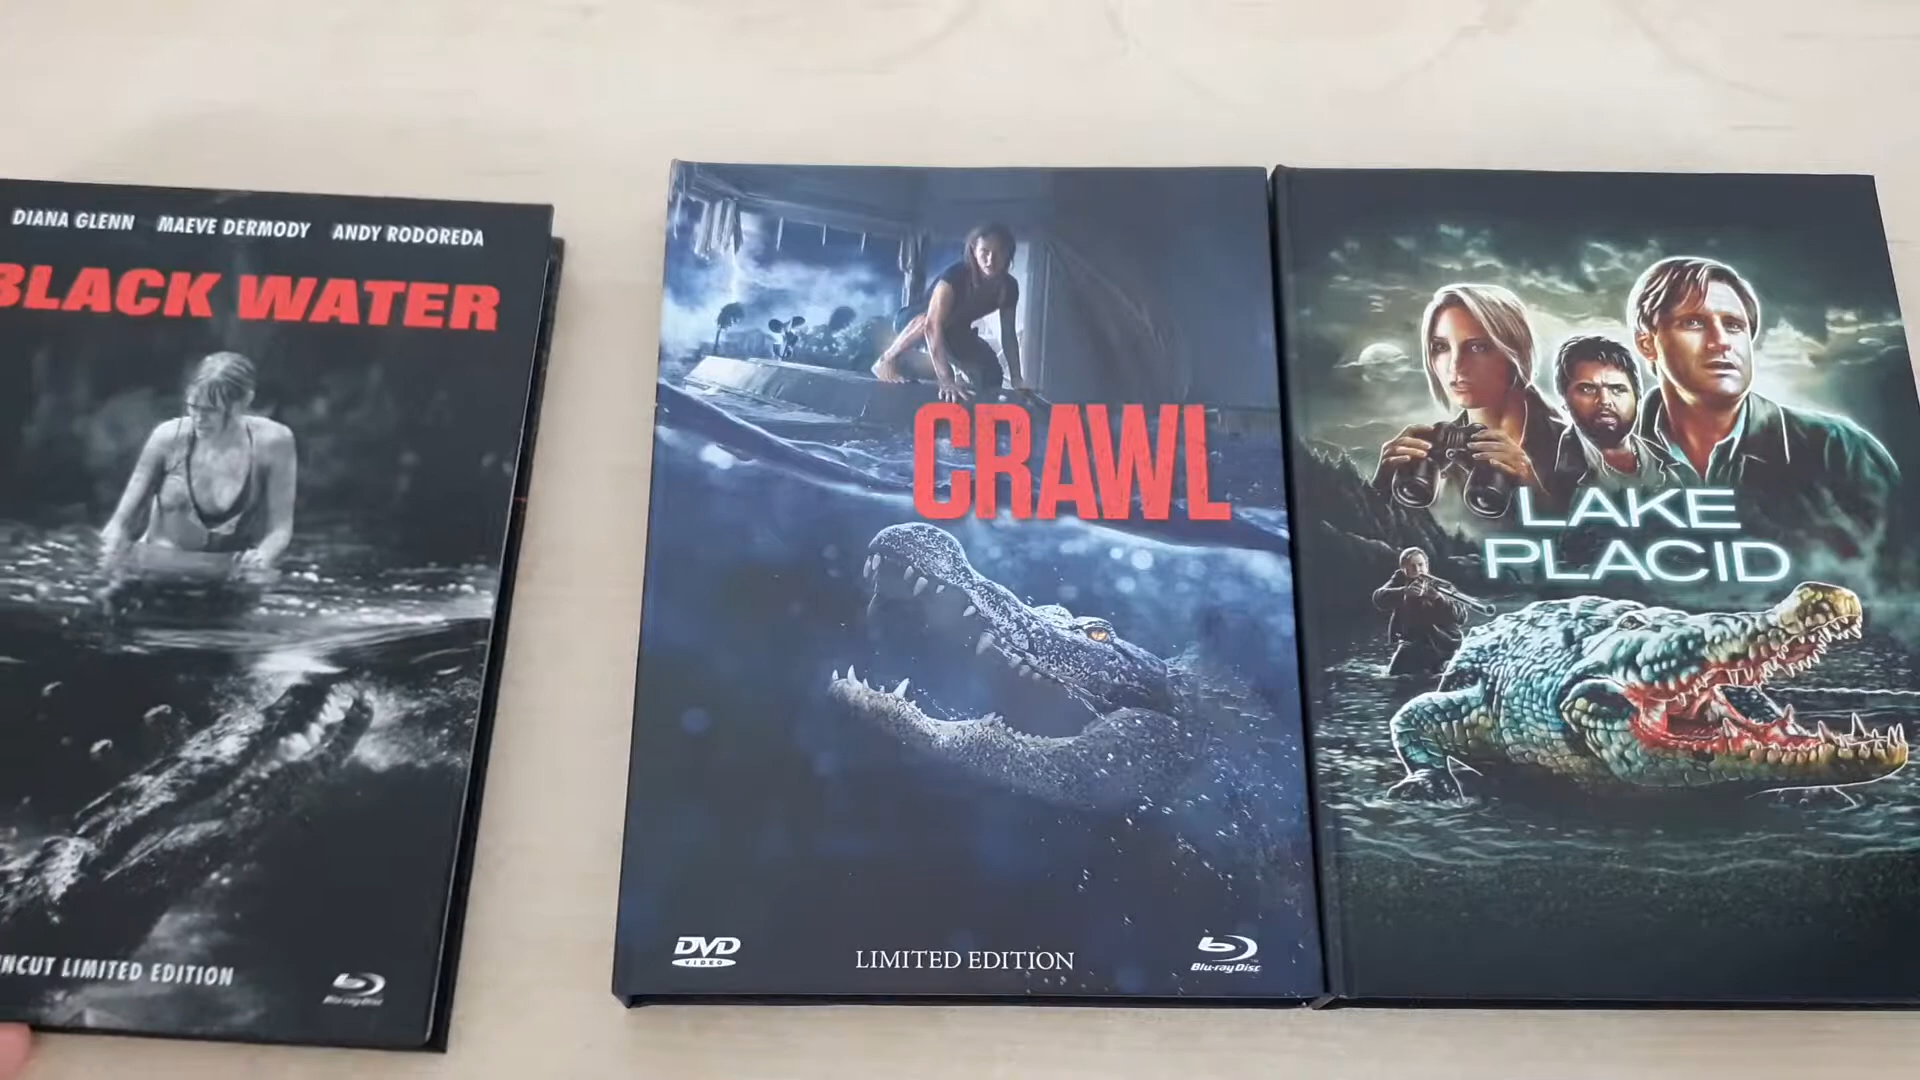 DIANA GLENN MAEVE DERMODY ANDY RODOREDA
BLACK WATER
UNCUT LIMITED EDITION
Blu-ray Disc
CRAWL
DVD
VIDEO
LIMITED EDITION
Blu-ray Disc
LAKE
PLACID